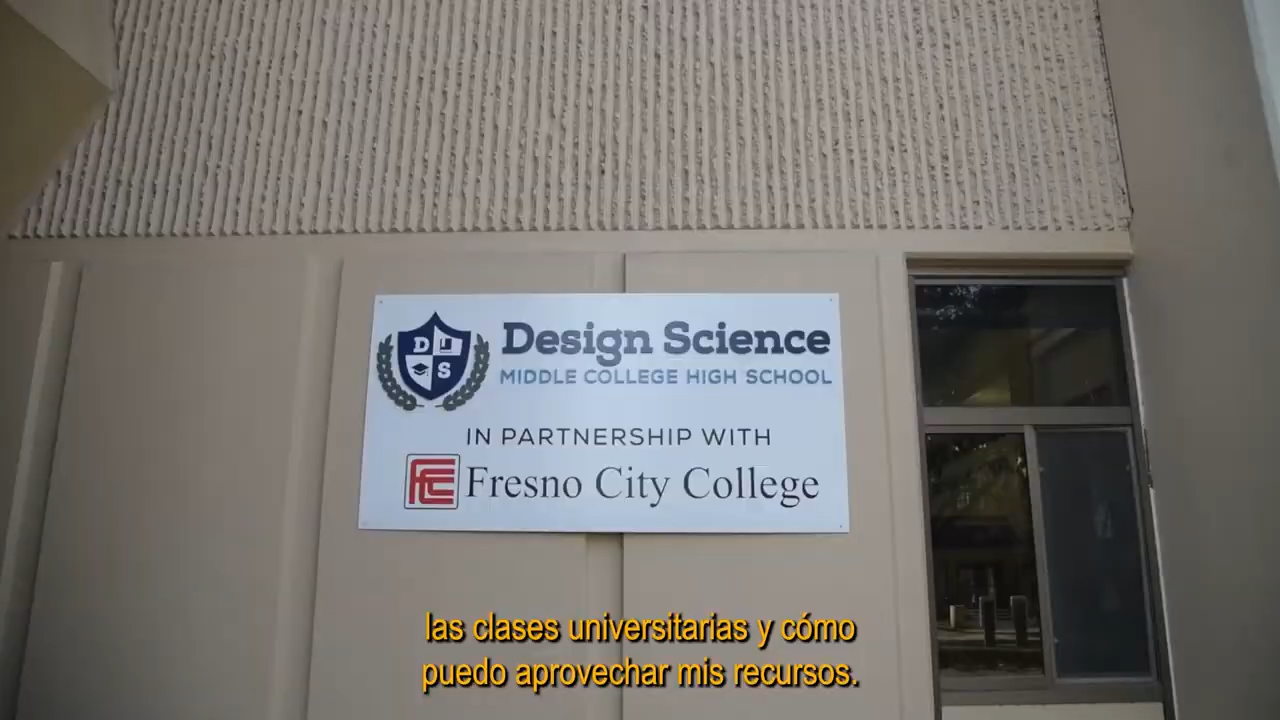 D
S
Design Science
MIDDLE COLLEGE HIGH SCHOOL
IN PARTNERSHIP WITH
FCC Fresno City College
las clases universitarias y cómo
puedo aprovechar mis recursos.